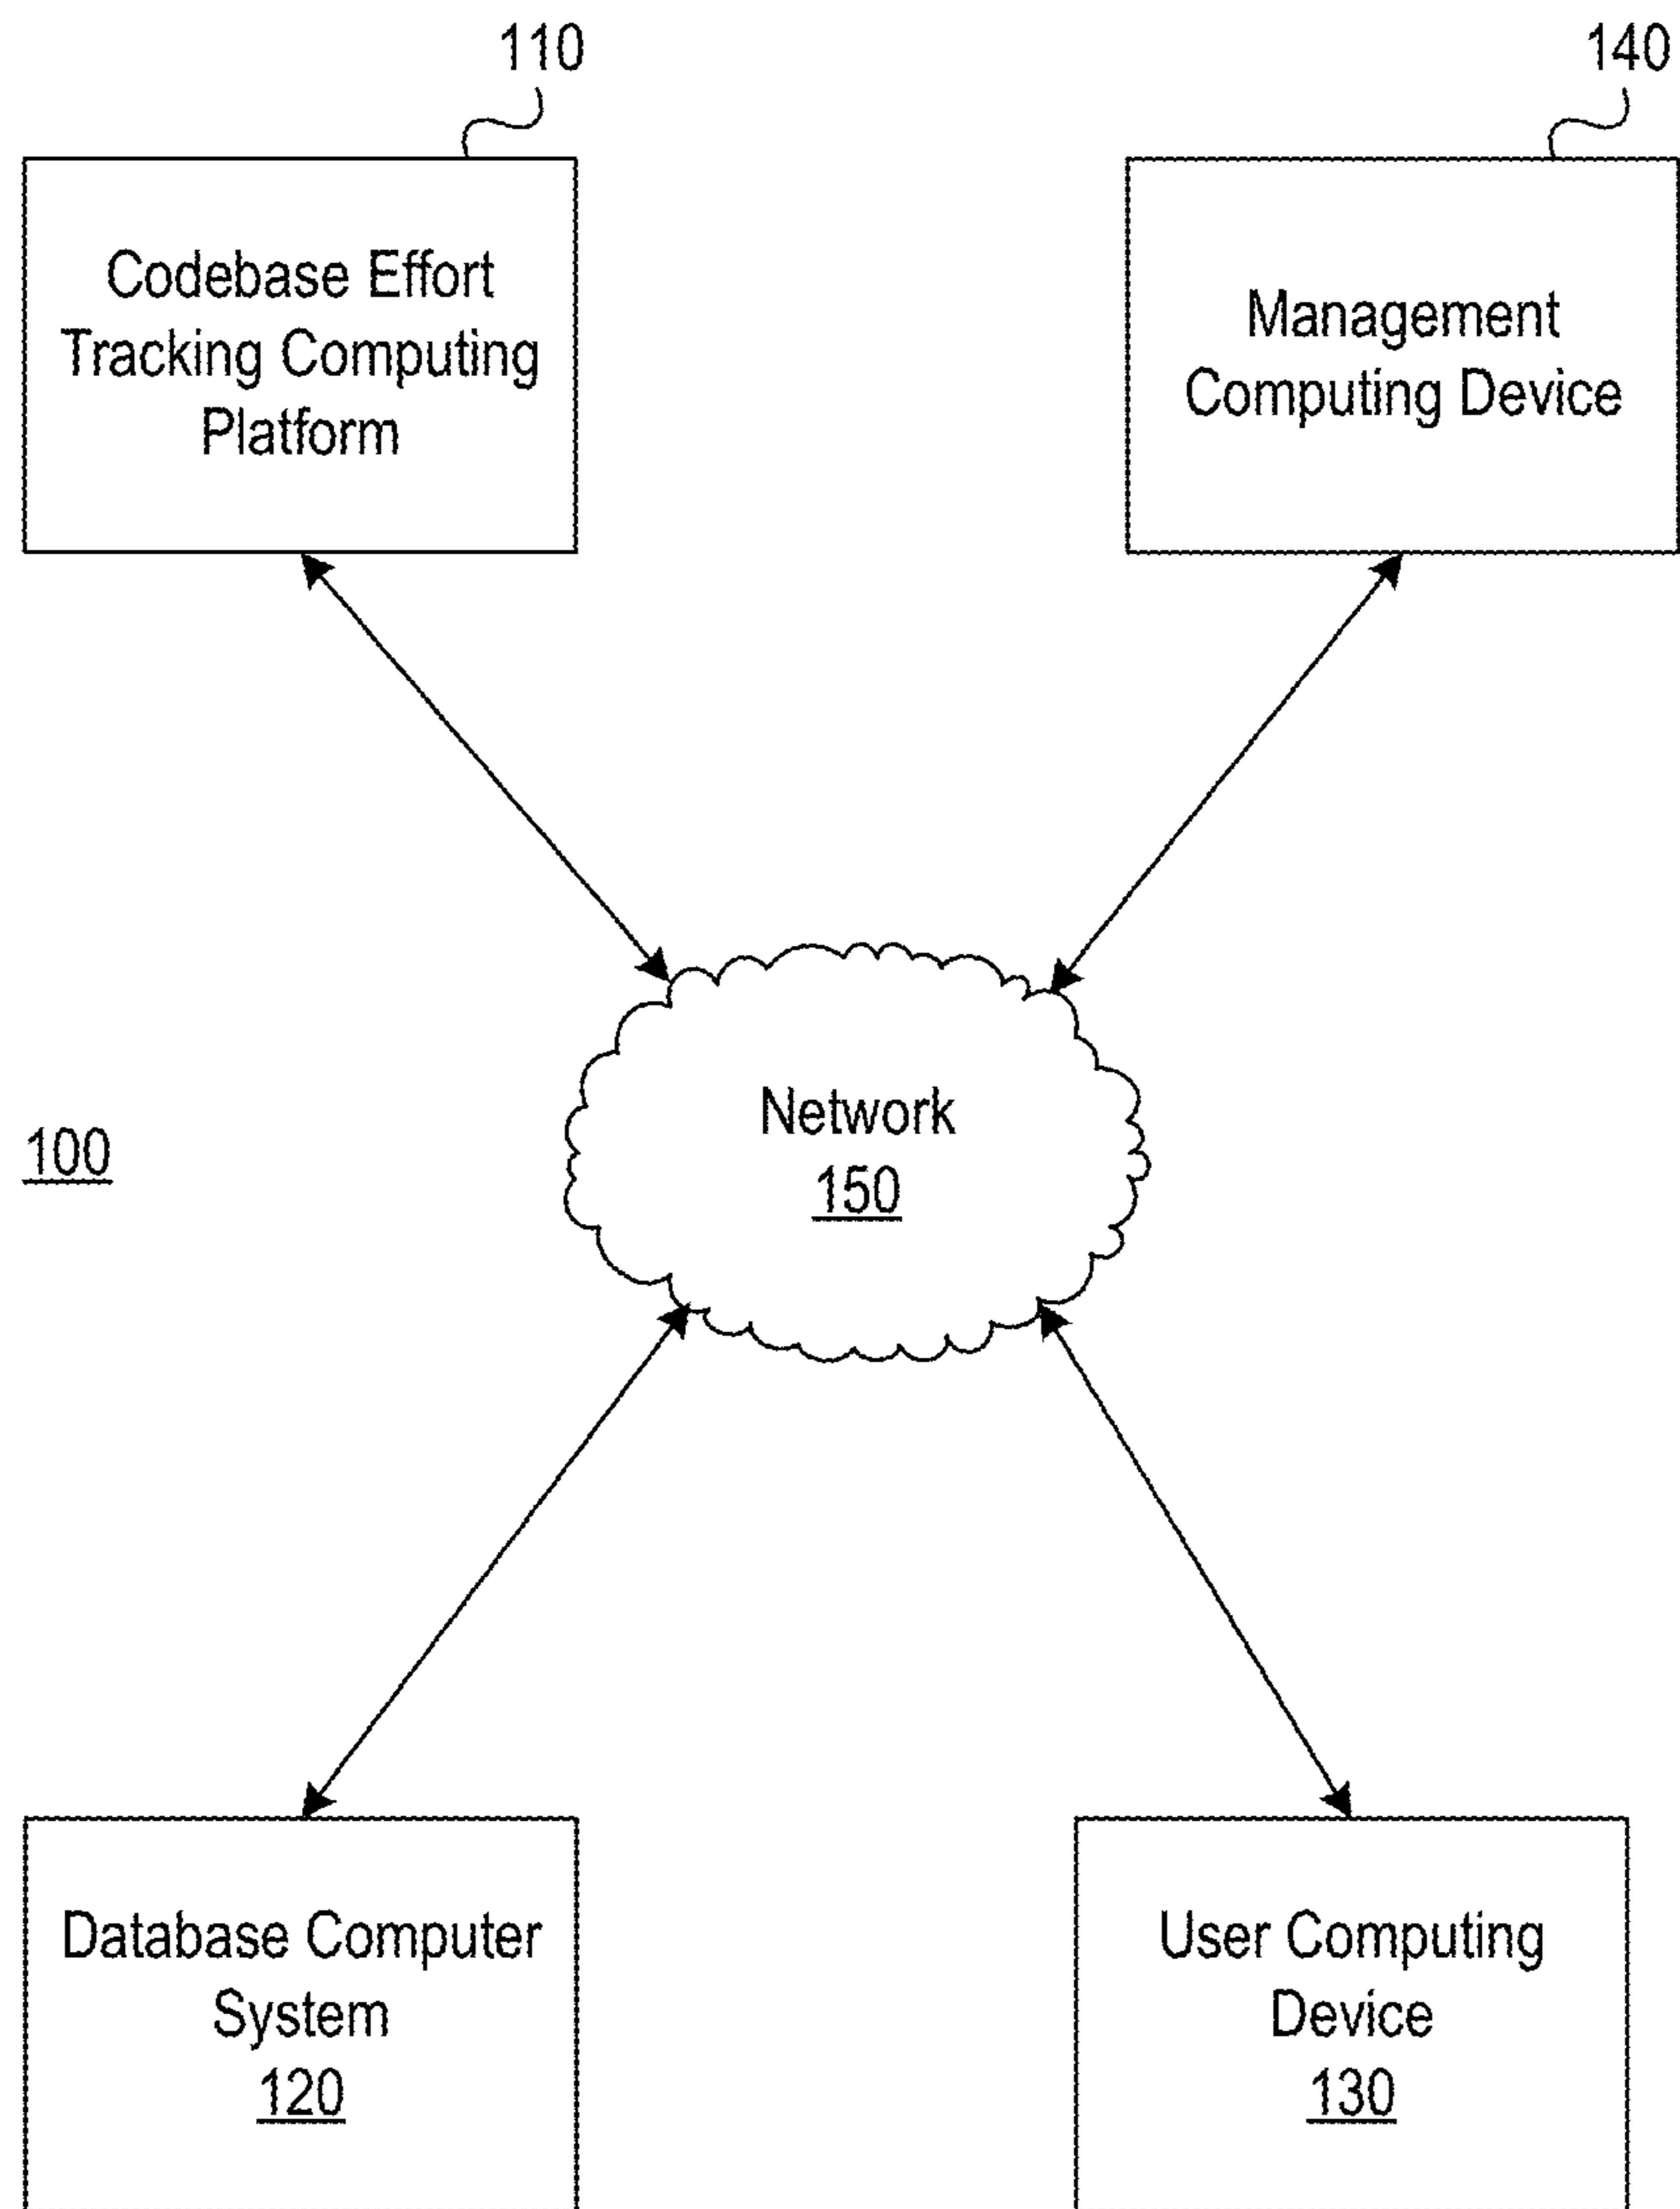 110
140
Codebase Effort
Tracking Computing
Platform
Management
Computing Device
Network
150
100
Database Computer
System
120
User Computing
Device
130